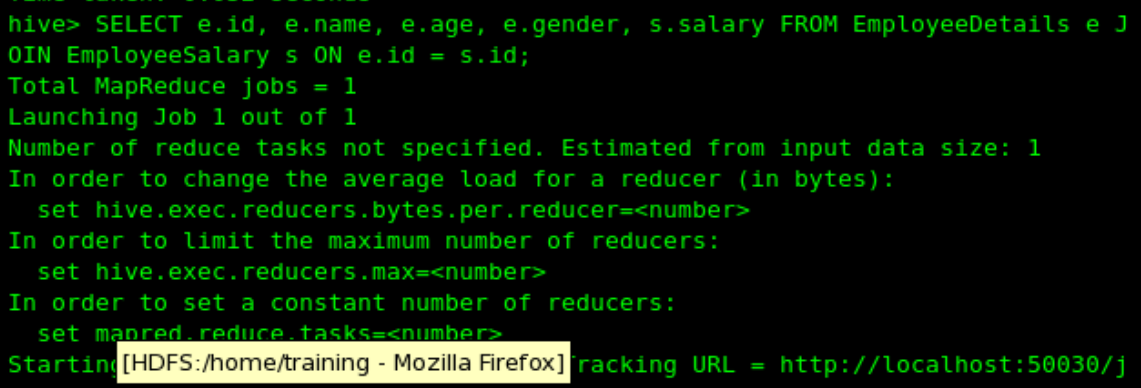 hive> SELECT e.id, e.name, e.age, e.gender, s.salary FROM EmployeeDetails e J
OIN EmployeeSalary s ON e.id = s.id;
Total MapReduce jobs = 1
Launching Job 1 out of 1
Number of reduce tasks not specified. Estimated from input data size: 1
In order to change the average load for a reducer (in bytes):
  set hive.exec.reducers.bytes.per.reducer=<number>
In order to limit the maximum number of reducers:
  set hive.exec.reducers.max=<number>
In order to set a constant number of reducers:
  set mapred.reduce.tasks=<number>
Starting [HDFS:/home/training - Mozilla Firefox] Tracking URL = http://localhost:50030/j